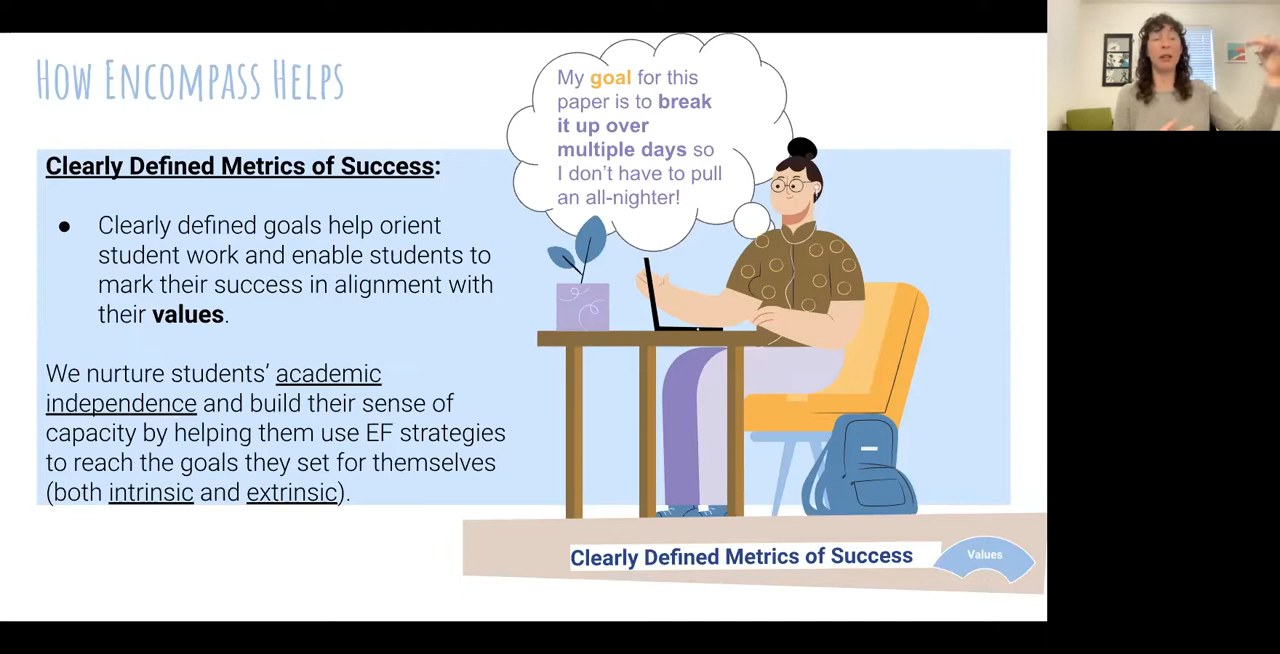 How Encompass Helps
My goal for this
paper is to break
it up over
multiple days so
I don't have to pull
an all-nighter!
Clearly Defined Metrics of Success:
● Clearly defined goals help orient
student work and enable students to
mark their success in alignment with
their values.
We nurture students' academic
independence and build their sense of
capacity by helping them use EF strategies
to reach the goals they set for themselves
(both intrinsic and extrinsic).
Clearly Defined Metrics of Success
Values